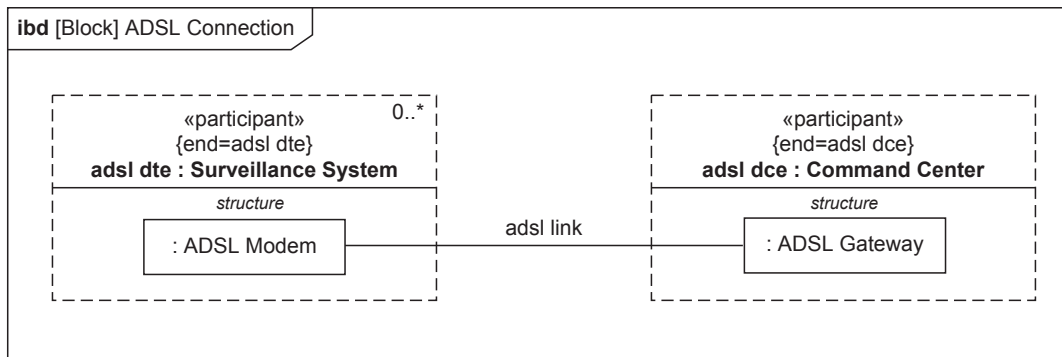 ibd [Block] ADSL Connection
0..*
«participant»
{end=adsl dte}
adsl dte : Surveillance System
structure
: ADSL Modem
adsl link
«participant»
{end=adsl dce}
adsl dce : Command Center
structure
: ADSL Gateway